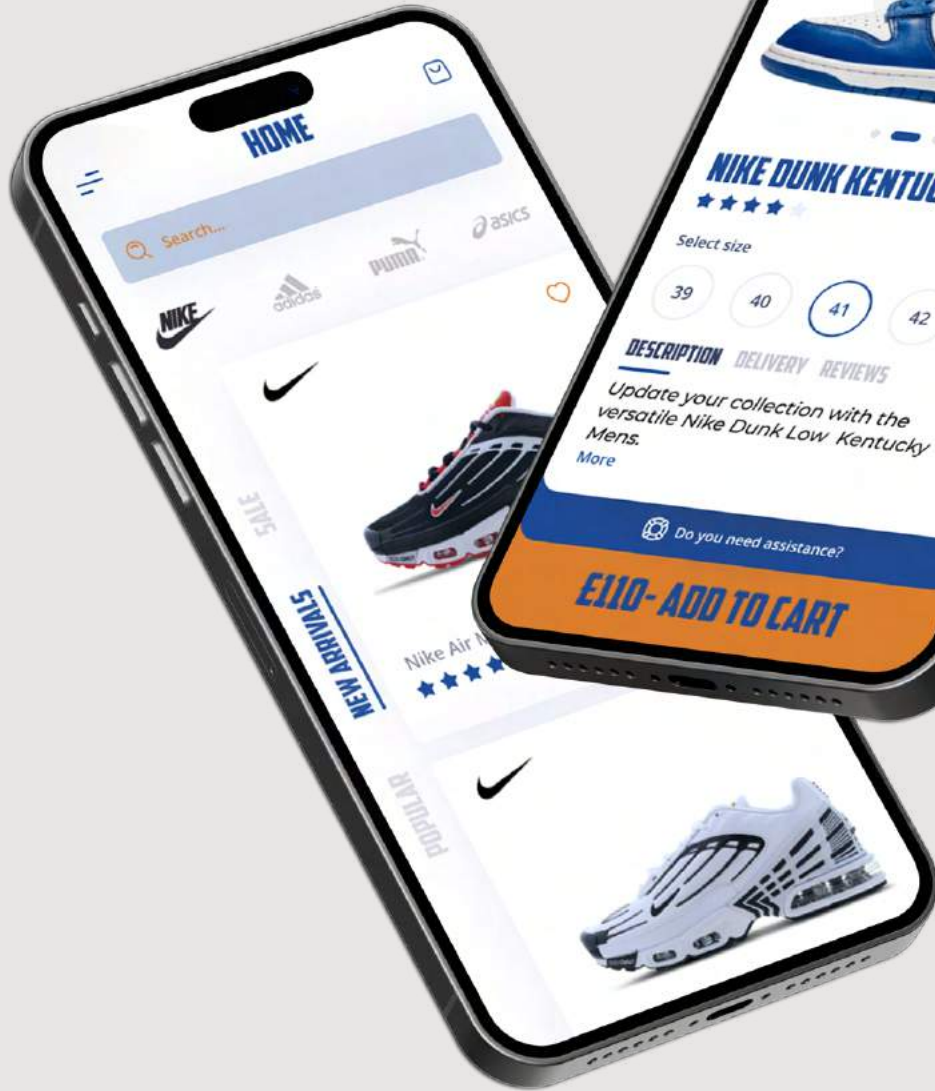 HOME
Search...
NIKE
adidas
PUMA
asics
SALE
NEW ARRIVALS
POPULAR
Nike Air
NIKE DUNK
Select size
39
40
41
42
DESCRIPTION DELIVERY REVIEWS
Update your collection with the
versatile Nike Dunk Low Kentucky
Mens.
More
Do you need assistance?
£110- ADD TO CART